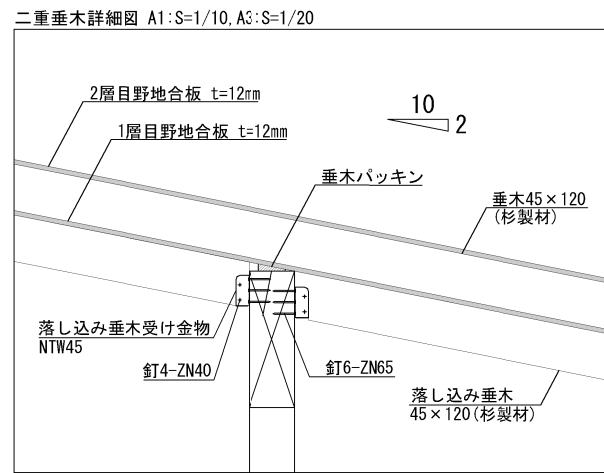 二重垂木詳細図 A1:S=1/10,A3:S=1/20
2層目野地合板 t=12mm
1層目野地合板 t=12mm
10
2
垂木パッキン
垂木45×120
(杉製材)
落し込み垂木受け金物
NTW45
釘4-ZN40
釘6-ZN65
落し込み垂木
45×120(杉製材)